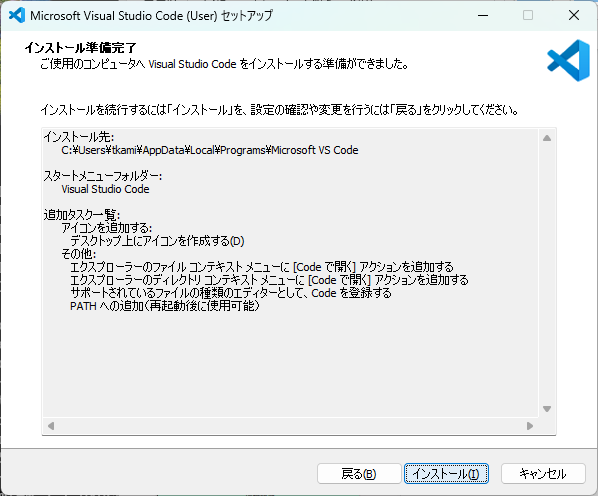 Microsoft Visual Studio Code (User) セットアップ
インストール準備完了
ご使用のコンピュータへ Visual Studio Code をインストールする準備ができました。
インストールを続行するには「インストール」を、設定の確認や変更を行うには「戻る」をクリックしてください。
インストール先:
C:¥Users¥tkami¥AppData¥Local¥Programs¥Microsoft VS Code
スタートメニューフォルダー:
Visual Studio Code
追加タスク一覧:
アイコンを追加する:
デスクトップ上にアイコンを作成する(D)
その他:
エクスプローラーのファイル コンテキスト メニューに [Code で開く] アクションを追加する
エクスプローラーのディレクトリ コンテキスト メニューに [Code で開く] アクションを追加する
サポートされているファイルの種類のエディターとして、Code を登録する
PATH への追加（再起動後に使用可能）
戻る(B)
インストール(I)
キャンセル